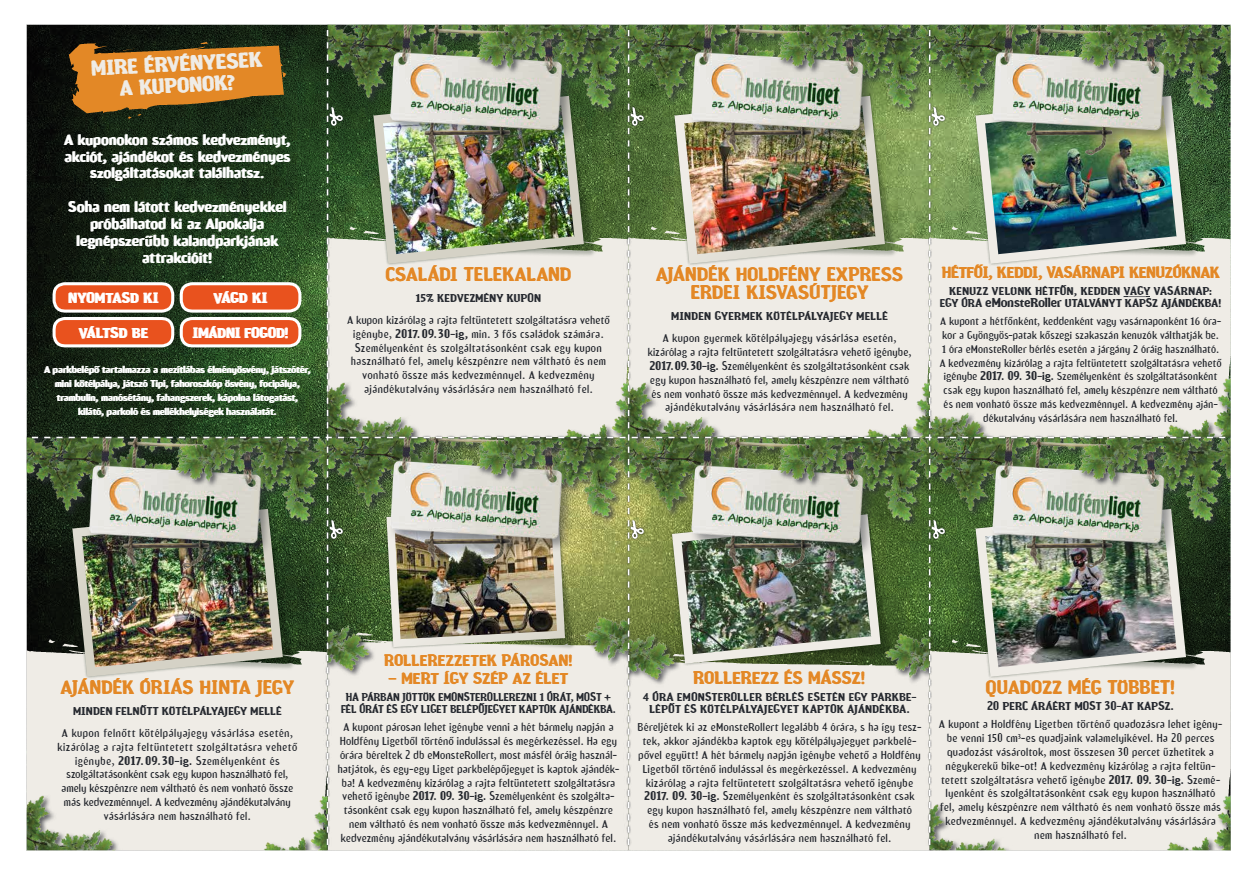 MIRE ÉRVÉNYESEK
A KUPONOK?
A kuponokon számos kedvezményt,
akciót, ajándékot és kedvezményes
szolgáltatásokat találhatsz.
Soha nem látott kedvezményekkel
próbálhatod ki az Alpokalja
legnépszerűbb kalandparkjának
attrakcióit!
NYOMTASD KI
VÁGD KI
VÁLTSD BE
IMÁDNI FOGOD!
A parkbelépő tartalmazza a mezítlábas élményösvény, játszótér,
mini kötélpálya, Játszó Tipi, fahoroszkóp ösvény, focipálya,
trambulin, manósétány, fahangszerek, kápolna látogatást,
kilátó, parkoló és mellékhelyiségek használatát.
holdfényliget
az Alpokalja kalandparkja
CSALÁDI TELEKALAND
15% KEDVEZMÉNY KUPON
A kupon kizárólag a rajta feltüntetett szolgáltatásra vehető
igénybe, 2017. 09. 30-ig, min. 3 fős családok számára.
Személyenként és szolgáltatásonként csak egy kupon
használható fel, amely készpénzre nem váltható és nem
vonható össze más kedvezménnyel. A kedvezmény
ajándékutalvány vásárlására nem használható fel.
holdfényliget
az Alpokalja kalandparkja
AJÁNDÉK HOLDFÉNY EXPRESS
ERDEI KISVASÚTJEGY
MINDEN GYERMEK KÖTÉLPÁLYAJEGY MELLÉ
A kupon gyermek kötélpályajegy vásárlása esetén,
kizárólag a rajta feltüntetett szolgáltatásra vehető igénybe,
2017. 09. 30-ig. Személyenként és szolgáltatásonként csak
egy kupon használható fel, amely készpénzre nem váltható
és nem vonható össze más kedvezménnyel. A kedvezmény
ajándékutalvány vásárlására nem használható fel.
holdfényliget
az Alpokalja kalandparkja
HÉTFŐI, KEDDI, VASÁRNAPI KENUZÓKNAK
KENUZZ VELÜNK HÉTFŐN, KEDDEN VAGY VASÁRNAP:
EGY ÓRA eMonsteRoller UTALVÁNYT KAPSZ AJÁNDÉKBA!
A kupont a hétfőnként, keddenként vagy vasárnaponként 16 óra-
kor a Gyöngyös-patak kőszegi szakaszán kenuzók válthatják be.
1 óra eMonsteRoller bérlés esetén a járgány 2 óráig használható.
A kedvezmény kizárólag a rajta feltüntetett szolgáltatásra vehető
igénybe 2017. 09. 30-ig. Személyenként és szolgáltatásonként
csak egy kupon használható fel, amely készpénzre nem váltható
és nem vonható össze más kedvezménnyel. A kedvezmény aján-
dékutalvány vásárlására nem használható fel.
holdfényliget
az Alpokalja kalandparkja
AJÁNDÉK ÓRIÁS HINTA JEGY
MINDEN FELNŐTT KÖTÉLPÁLYAJEGY MELLÉ
A kupon felnőtt kötélpályajegy vásárlása esetén,
kizárólag a rajta feltüntetett szolgáltatásra vehető
igénybe, 2017. 09.30-ig. Személyenként és
szolgáltatásonként csak egy kupon használható fel,
amely készpénzre nem váltható és nem vonható össze
más kedvezménnyel. A kedvezmény ajándékutalvány
vásárlására nem használható fel.
holdfényliget
az Alpokalja kalandparkja
ROLLEREZZETEK PÁROSAN!
– MERT ÍGY SZÉP AZ ÉLET
HA PÁRBAN JÖTTÖK EMONSTEROLLEREZNI 1 ÓRÁT, MOST +
FÉL ÓRÁT ÉS EGY LIGET BELÉPŐJEGYET KAPTOK AJÁNDÉKBA.
A kupont párosan lehet igénybe venni a hét bármely napján a
Holdfény Ligetből történő indulással és megérkezéssel. Ha egy
órára béreltek 2 db eMonsteRollert, most másfél óráig használ-
hatjátok, és egy-egy Liget parkbelépőjegyet is kaptok ajándék-
ba! A kedvezmény kizárólag a rajta feltüntetett szolgáltatásra
vehető igénybe 2017. 09. 30-ig. Személyenként és szolgálta-
tásonként csak egy kupon használható fel, amely készpénzre
nem váltható és nem vonható össze más kedvezménnyel. A
kedvezmény ajándékutalvány vásárlására nem használható fel.
holdfényliget
az Alpokalja kalandparkja
ROLLEREZZ ÉS MÁSSZ!
4 ÓRA EMONSTEROLLER BÉRLÉS ESETÉN EGY PARKBE-
LÉPŐT ÉS KÖTÉLPÁLYAJEGYET KAPTOK AJÁNDÉKBA.
Béreljétek ki az eMonsteRollert legalább 4 órára, s ha így tesz-
tek, akkor ajándékba kaptok egy kötélpályajegyet parkbelé-
pővel együtt! A hét bármely napján igénybe vehető a Holdfény
Ligetből történő indulással és megérkezéssel. A kedvezmény
kizárólag a rajta feltüntetett szolgáltatásra vehető igénybe
2017. 09. 30-ig. Személyenként és szolgáltatásonként csak
egy kupon használható fel, amely készpénzre nem váltható
és nem vonható össze más kedvezménnyel. A kedvezmény
ajándékutalvány vásárlására nem használható fel.
holdfényliget
az Alpokalja kalandparkja
QUADOZZ MÉG TÖBBET!
20 PERC ÁRÁÉRT MOST 30-AT KAPSZ.
A kupont a Holdfény Ligetben történő quadozásra lehet igény-
be venni 150 cm³-es quadjaink valamelyikével. Ha 20 perces
quadozást vásároltok, most összesen 30 percet űzhetitek a
négykerekű bike-ot! A kedvezmény kizárólag a rajta feltün-
tetett szolgáltatásra vehető igénybe 2017. 09. 30-ig. Szemé-
lyenként és szolgáltatásonként csak egy kupon használható
fel, amely készpénzre nem váltható és nem vonható össze más
kedvezménnyel. A kedvezmény ajándékutalvány vásárlására
nem használható fel.